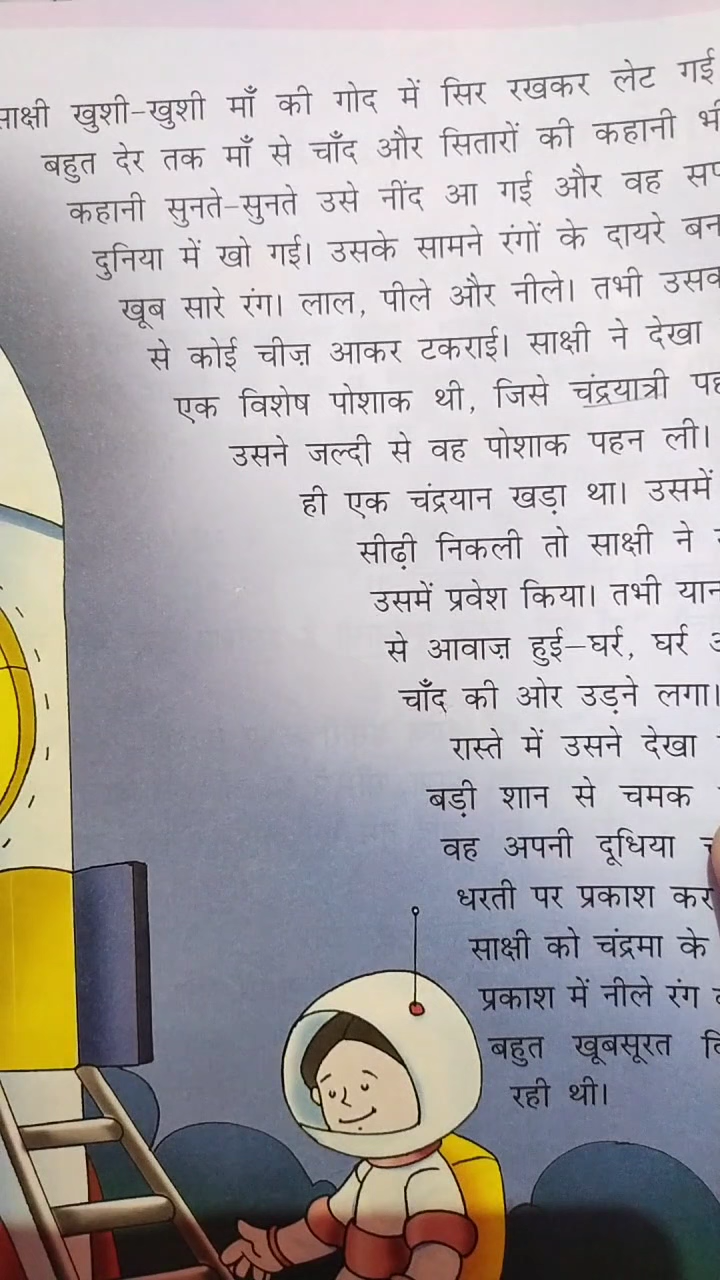 साक्षी खुशी-खुशी माँ की गोद में सिर रखकर लेट गई
बहुत देर तक माँ से चाँद और सितारों की कहानी
कहानी सुनते-सुनते उसे नींद आ गई और वह
दुनिया में खो गई। उसके सामने रंगों के दायरे
खूब सारे रंग। लाल, पीले और नीले। तभी
से कोई चीज़ आकर टकराई। साक्षी ने देखा
एक विशेष पोशाक थी, जिसे चंद्रयात्री
उसने जल्दी से वह पोशाक पहन ली।
ही एक चंद्रयान खड़ा था। उसमें
सीढ़ी निकली तो साक्षी ने
उसमें प्रवेश किया। तभी यान
से आवाज़ हुई–घर्र, घर्र
चाँद की ओर उड़ने लगा।
रास्ते में उसने देखा
बड़ी शान से चमक
वह अपनी दूधिया
धरती पर प्रकाश कर
साक्षी को चंद्रमा के
प्रकाश में नीले रंग
बहुत खूबसूरत
रही थी।